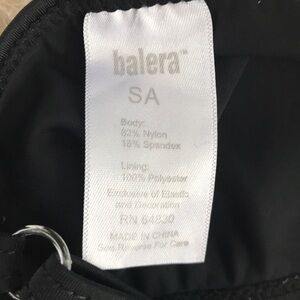 balera™
SA
Body:
82% Nylon
18% Spandex
Lining:
100% Polyester
Exclusive of Elastic
and Decoration
RN 64830
MADE IN CHINA
See Reverse For Care